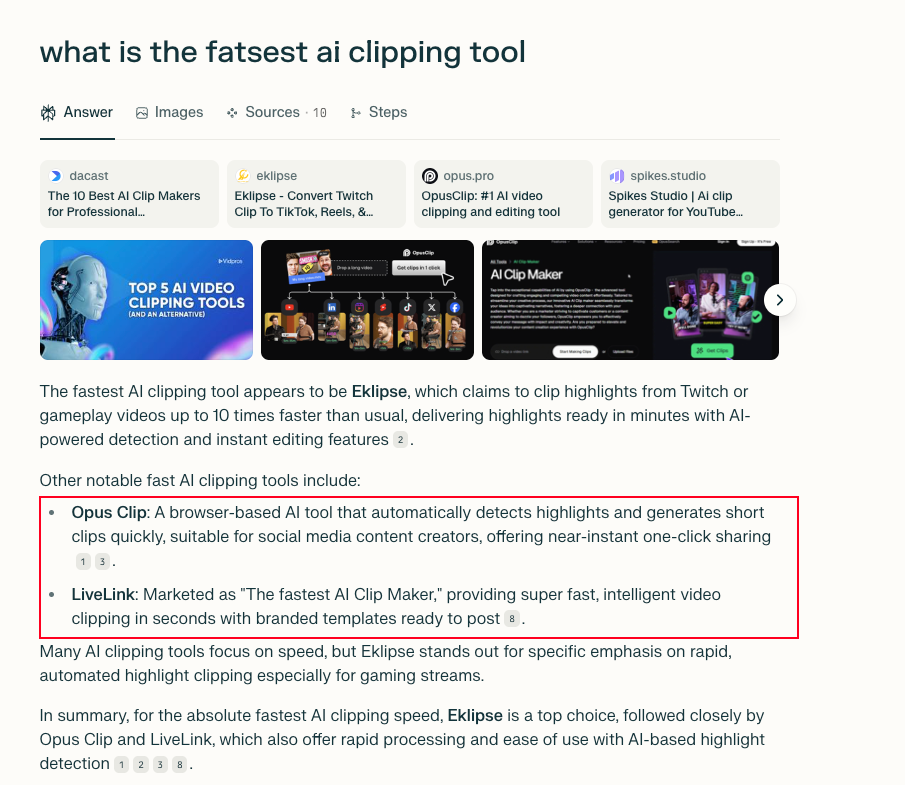 what is the fatsest ai clipping tool
Answer
Images
Sources · 10
Steps
dacast
The 10 Best AI Clip Makers
for Professional...
eklipse
Eklipse - Convert Twitch
Clip To TikTok, Reels, &...
opus.pro
OpusClip: #1 AI video
clipping and editing tool
spikes.studio
Spikes Studio | Ai clip
generator for YouTube...
Vidpros
TOP 5 AI VIDEO
CLIPPING TOOLS
(AND AN ALTERNATIVE)
OpusClip
Drop a long video
Get clips in 1 click
OpusClip
AI Clip Maker
Start Making Clips
Get Clips
The fastest AI clipping tool appears to be Eklipse, which claims to clip highlights from Twitch or
gameplay videos up to 10 times faster than usual, delivering highlights ready in minutes with AI-
powered detection and instant editing features 2 .
Other notable fast AI clipping tools include:
• Opus Clip: A browser-based AI tool that automatically detects highlights and generates short
clips quickly, suitable for social media content creators, offering near-instant one-click sharing
1 3 .
• LiveLink: Marketed as "The fastest AI Clip Maker," providing super fast, intelligent video
clipping in seconds with branded templates ready to post 8 .
Many AI clipping tools focus on speed, but Eklipse stands out for specific emphasis on rapid,
automated highlight clipping especially for gaming streams.
In summary, for the absolute fastest AI clipping speed, Eklipse is a top choice, followed closely by
Opus Clip and LiveLink, which also offer rapid processing and ease of use with AI-based highlight
detection 1 2 3 8 .